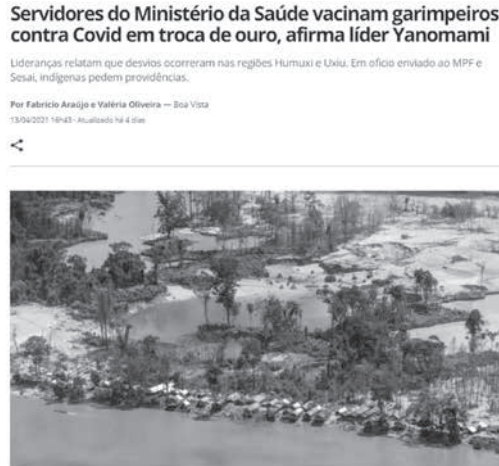 Servidores do Ministério da Saúde vacinam garimpeiros
contra Covid em troca de ouro, afirma líder Yanomami
Lideranças relatam que desvios ocorreram nas regiões Humuxi e Uxiu. Em ofício enviado ao MPF e
Sesai, indígenas pedem providências.
Por Fabrício Araújo e Valéria Oliveira — Boa Vista
13/04/2021 16h43 · Atualizado há 4 dias